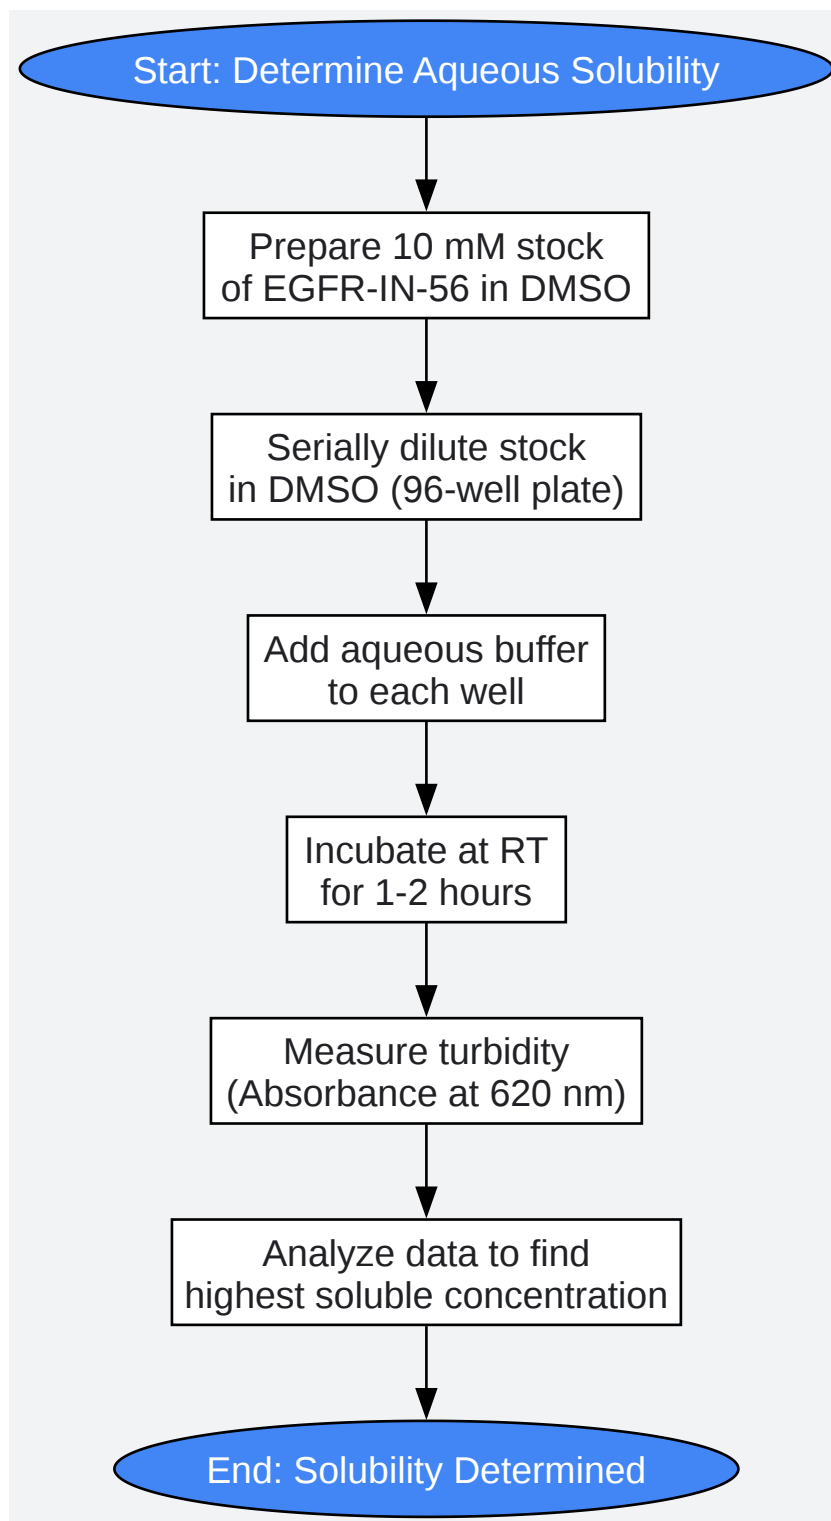 Start: Determine Aqueous Solubility
Prepare 10 mM stock
of EGFR-IN-56 in DMSO
Serially dilute stock
in DMSO (96-well plate)
Add aqueous buffer
to each well
Incubate at RT
for 1-2 hours
Measure turbidity
(Absorbance at 620 nm)
Analyze data to find
highest soluble concentration
End: Solubility Determined